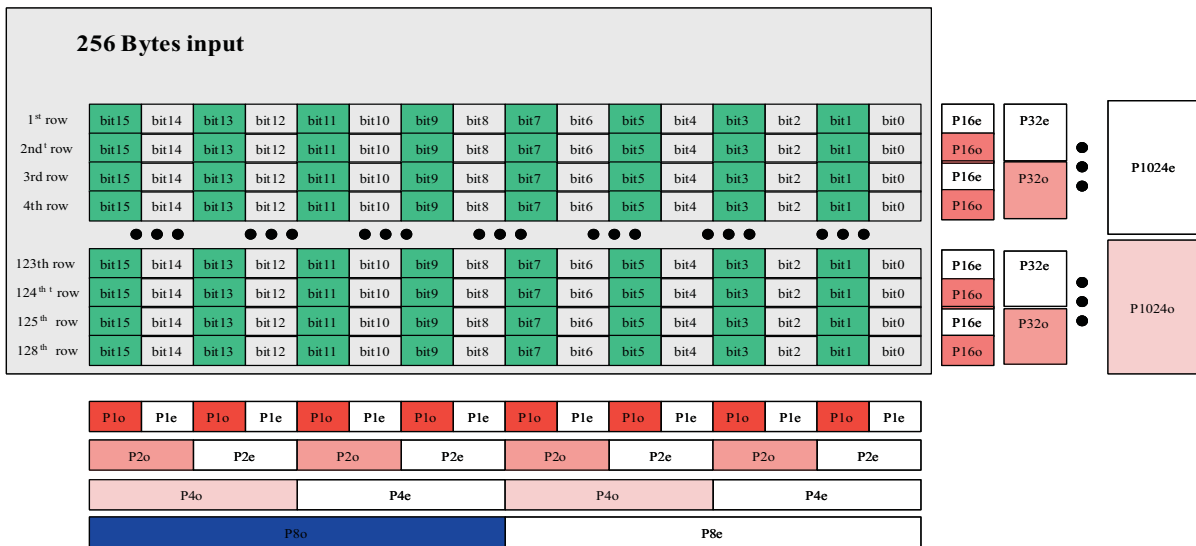 256 Bytes input
1st row bit15 bit14 bit13 bit12 bit11 bit10 bit9 bit8 bit7 bit6 bit5 bit4 bit3 bit2 bit1 bit0 P16e P32e
2ndt row bit15 bit14 bit13 bit12 bit11 bit10 bit9 bit8 bit7 bit6 bit5 bit4 bit3 bit2 bit1 bit0 P16o
3rd row bit15 bit14 bit13 bit12 bit11 bit10 bit9 bit8 bit7 bit6 bit5 bit4 bit3 bit2 bit1 bit0 P16e P32o P1024e
4th row bit15 bit14 bit13 bit12 bit11 bit10 bit9 bit8 bit7 bit6 bit5 bit4 bit3 bit2 bit1 bit0 P16o
123th row bit15 bit14 bit13 bit12 bit11 bit10 bit9 bit8 bit7 bit6 bit5 bit4 bit3 bit2 bit1 bit0 P16e P32e
124th t row bit15 bit14 bit13 bit12 bit11 bit10 bit9 bit8 bit7 bit6 bit5 bit4 bit3 bit2 bit1 bit0 P16o
125th row bit15 bit14 bit13 bit12 bit11 bit10 bit9 bit8 bit7 bit6 bit5 bit4 bit3 bit2 bit1 bit0 P16e P32o P1024o
128th row bit15 bit14 bit13 bit12 bit11 bit10 bit9 bit8 bit7 bit6 bit5 bit4 bit3 bit2 bit1 bit0 P16o
P1o P1e P1o P1e P1o P1e P1o P1e P1o P1e P1o P1e P1o P1e P1o P1e
P2o P2e P2o P2e P2o P2e P2o P2e
P4o P4e P4o P4e
P8o P8e